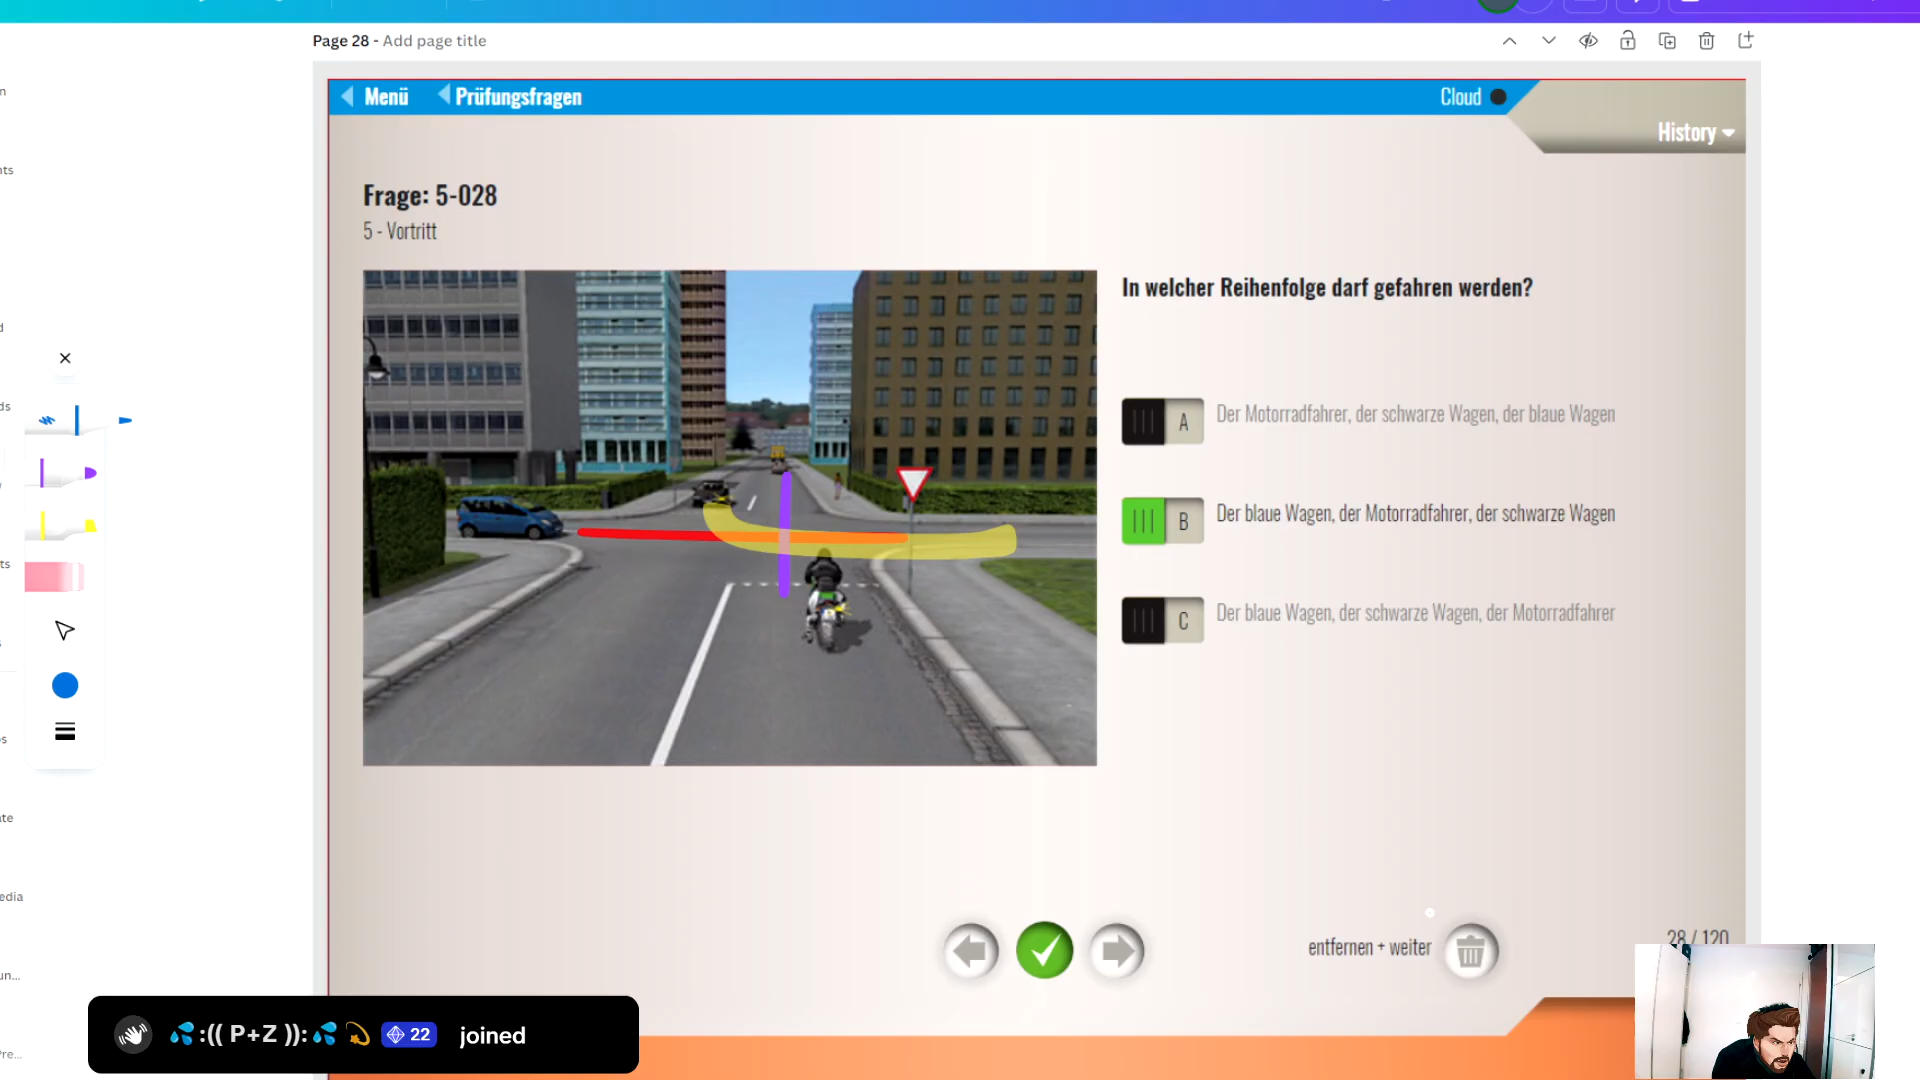 Page 28 - Add page title
Menü
Prüfungsfragen
Cloud
History
Frage: 5-028
5 - Vortritt
In welcher Reihenfolge darf gefahren werden?
A Der Motorradfahrer, der schwarze Wagen, der blaue Wagen
B Der blaue Wagen, der Motorradfahrer, der schwarze Wagen
C Der blaue Wagen, der schwarze Wagen, der Motorradfahrer
entfernen + weiter
28 / 120
:(( P+Z )): 22 joined